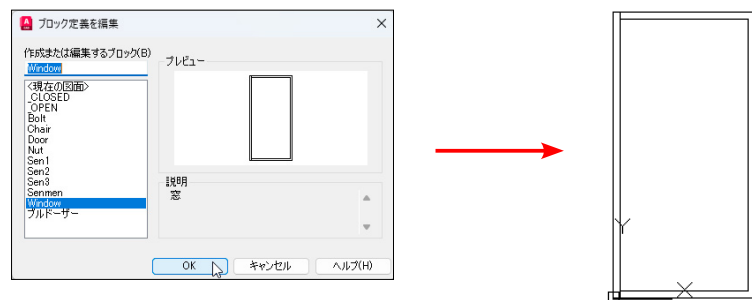 ブロック定義を編集
作成または編集するブロック(B)
Window
<現在の図面>
_CLOSED
_OPEN
Bolt
Chair
Door
Nut
Sen1
Sen2
Sen3
Senmen
Window
ブルドーザー
プレビュー
説明
窓
OK
キャンセル
ヘルプ(H)
Y
X